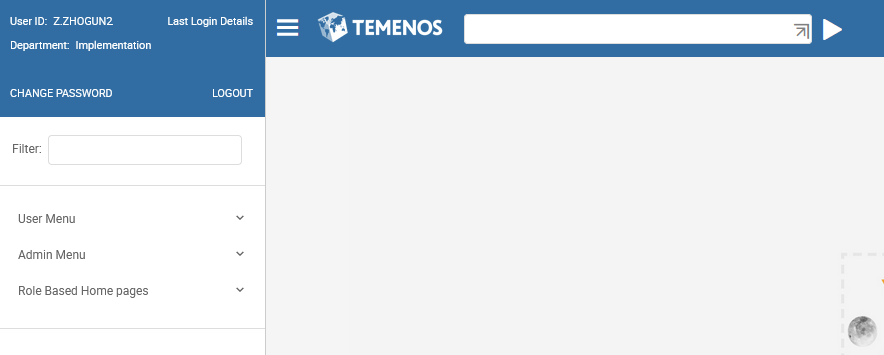 User ID: Z.ZHOGUN2 Last Login Details
Department: Implementation
CHANGE PASSWORD LOGOUT
TEMENOS
Filter:
User Menu
Admin Menu
Role Based Home pages